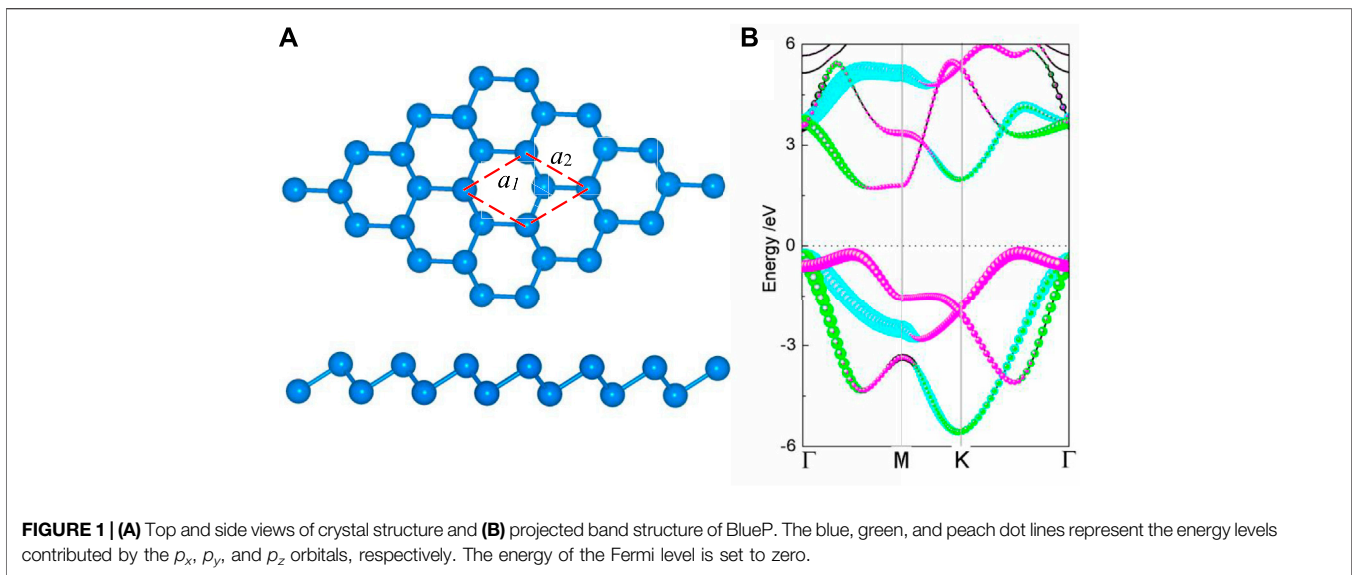 A
a1
a2
B
6
3
0
-3
-6
Energy /eV
Γ
M
K
Γ
FIGURE 1 | (A) Top and side views of crystal structure and (B) projected band structure of BlueP. The blue, green, and peach dot lines represent the energy levels
contributed by the px, py, and pz orbitals, respectively. The energy of the Fermi level is set to zero.